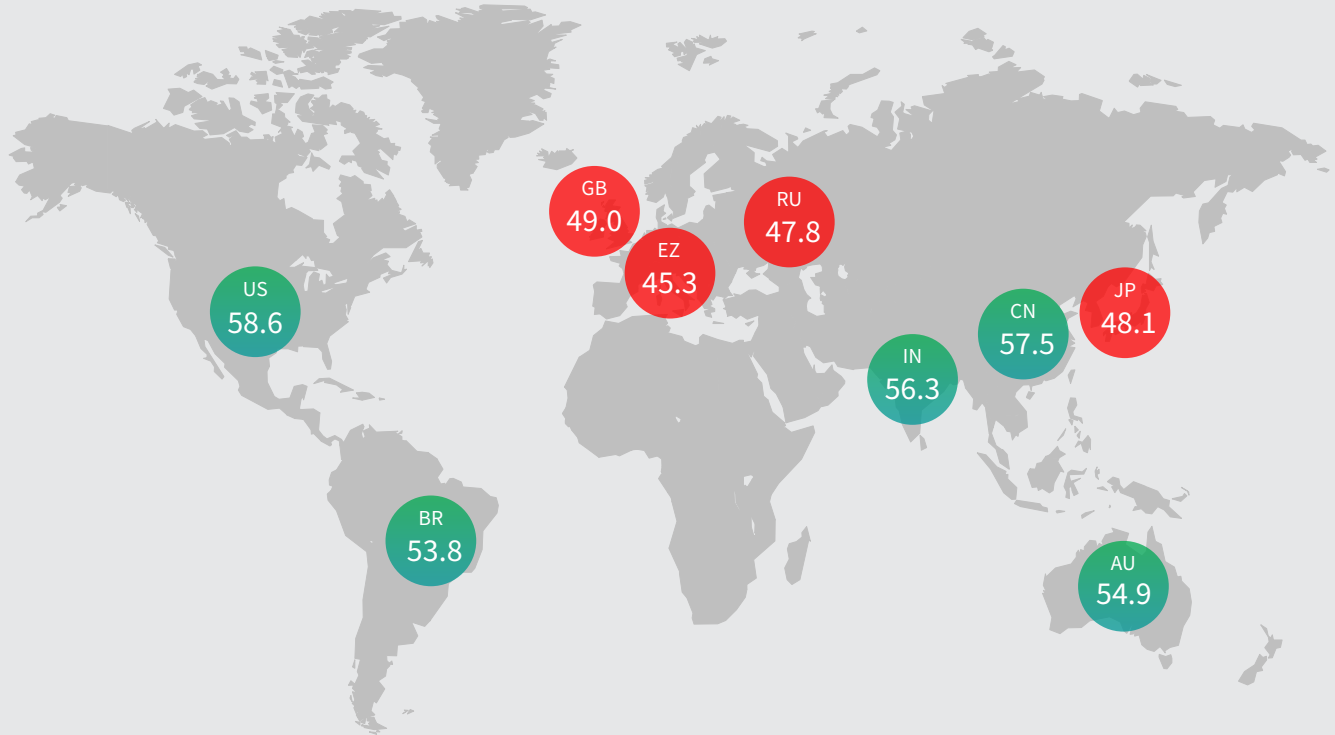 GB
49.0
RU
47.8
EZ
45.3
US
58.6
JP
48.1
CN
57.5
IN
56.3
BR
53.8
AU
54.9